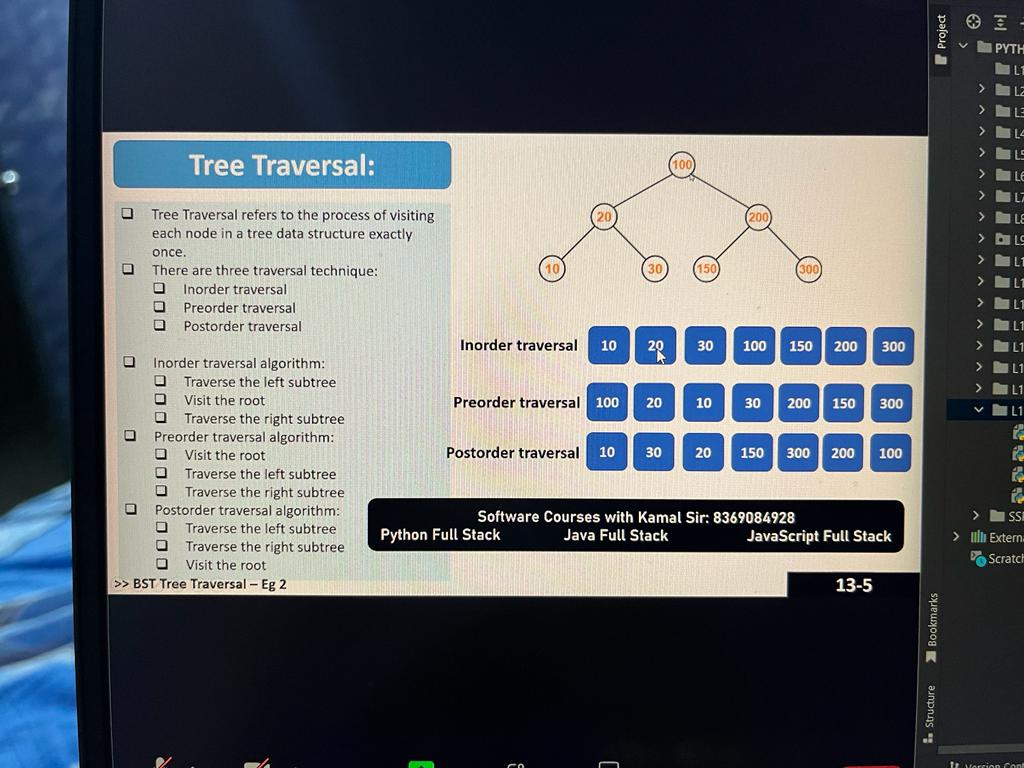 Tree Traversal:
Tree Traversal refers to the process of visiting
each node in a tree data structure exactly
once.
There are three traversal technique:
Inorder traversal
Preorder traversal
Postorder traversal
Inorder traversal algorithm:
Traverse the left subtree
Visit the root
Traverse the right subtree
Preorder traversal algorithm:
Visit the root
Traverse the left subtree
Traverse the right subtree
Postorder traversal algorithm:
Traverse the left subtree
Traverse the right subtree
Visit the root
>> BST Tree Traversal – Eg 2
100
20 200
10 30 150 300
Inorder traversal 10 20 30 100 150 200 300
Preorder traversal 100 20 10 30 200 150 300
Postorder traversal 10 30 20 150 300 200 100
Software Courses with Kamal Sir: 8369084928
Python Full Stack Java Full Stack JavaScript Full Stack
13-5
Project
PYTH
L1
L2
L3
L4
L5
L6
L7
L8
L9
L1
L1
L1
L1
L1
L1
L1
L1
Extern
Scratch
Bookmarks
Structure